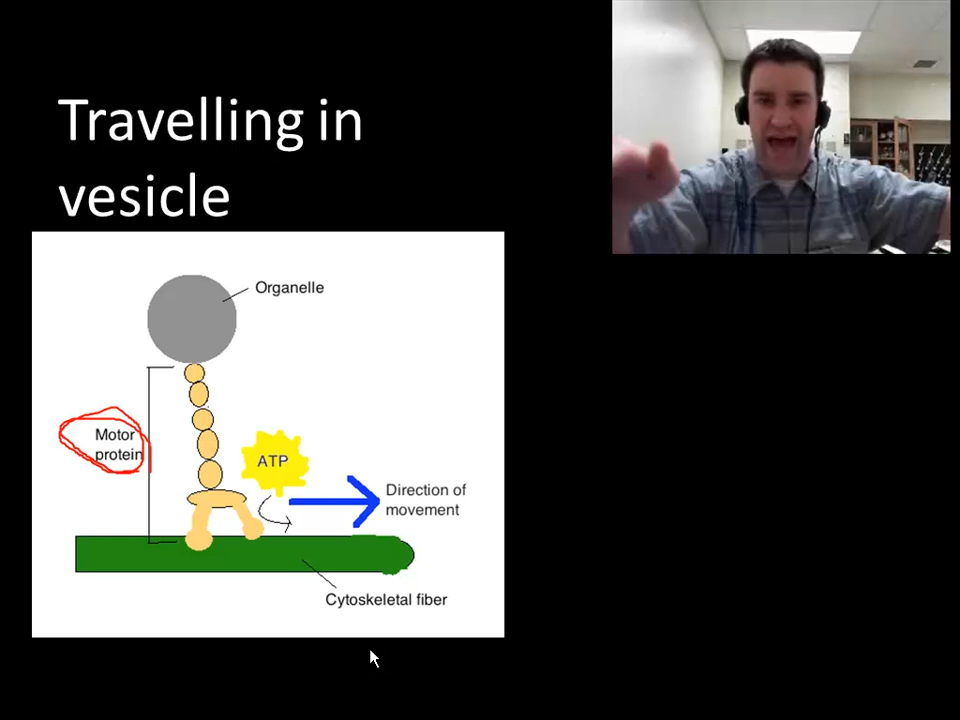 Travelling in
vesicle
Organelle
Motor
protein
ATP
Direction of
movement
Cytoskeletal fiber